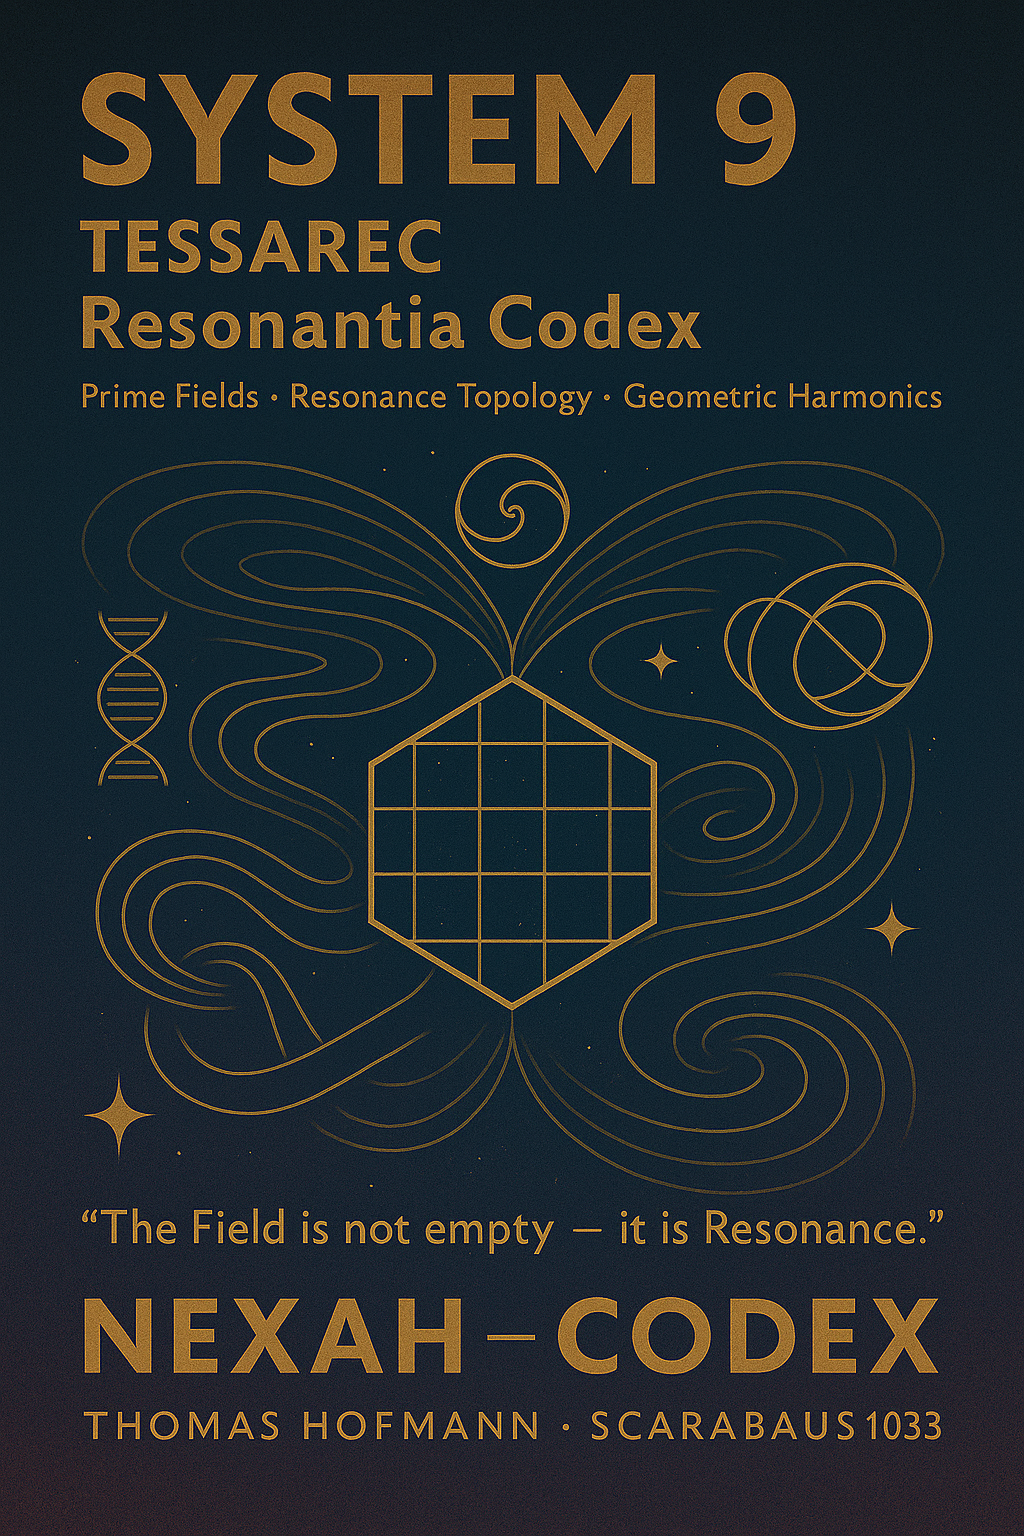 SYSTEM 9
TESSAREC
Resonantia Codex
Prime Fields • Resonance Topology • Geometric Harmonics
“The Field is not empty — it is Resonance.”
NEXAH—CODEX
THOMAS HOFMANN • SCARABAUS1033